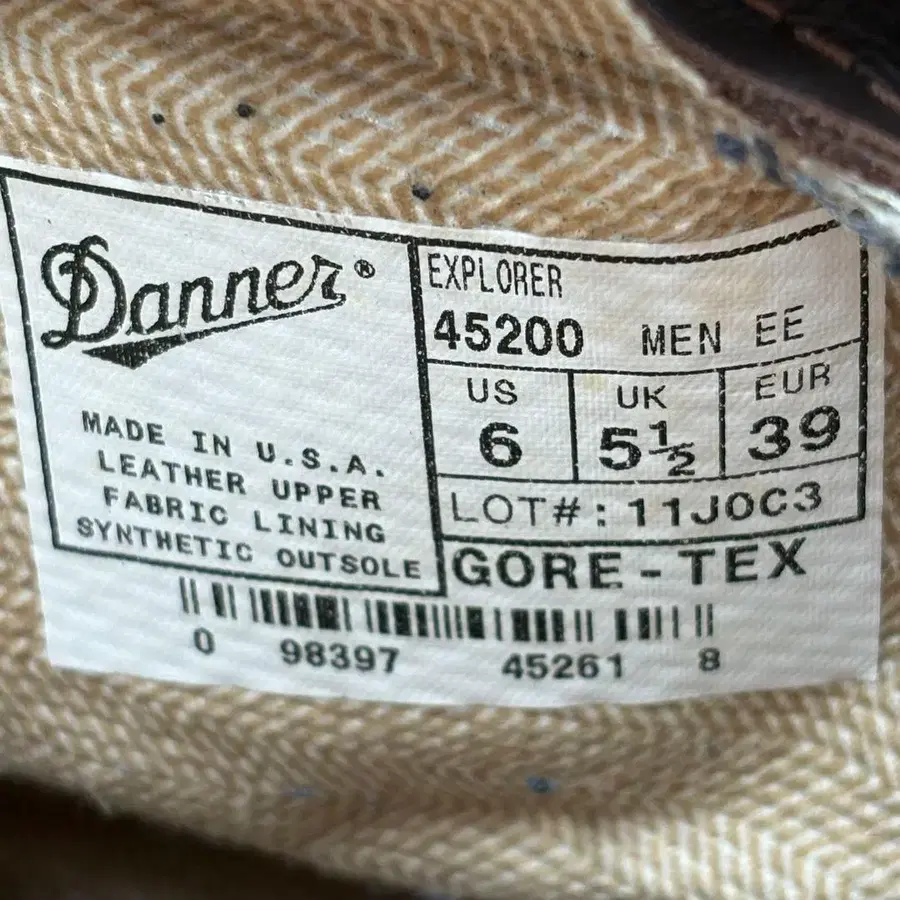 Danner®
MADE IN U.S.A.
LEATHER UPPER
FABRIC LINING
SYNTHETIC OUTSOLE
EXPLORER
45200 MEN EE
US UK EUR
6 5½ 39
LOT#: 11J0C3
GORE-TEX
0 98397 45261 8